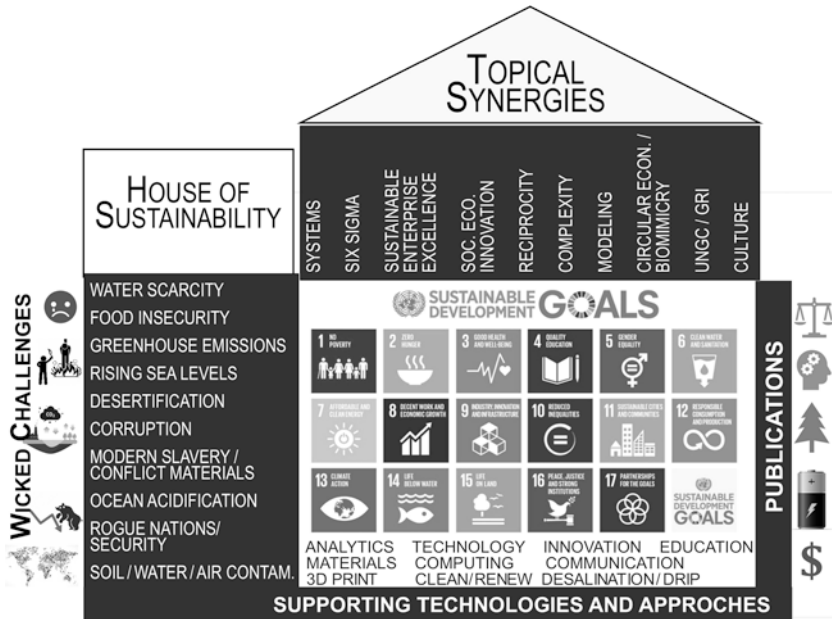 TOPICAL
SYNERGIES
HOUSE OF
SUSTAINABILITY
SYSTEMS
SIX SIGMA
SUSTAINABLE
ENTERPRISE
EXCELLENCE
SOC. ECO.
INNOVATION
RECIPROCITY
COMPLEXITY
MODELING
CIRCULAR ECON. /
BIOMIMICRY
UNGC / GRI
CULTURE
WICKED CHALLENGES
WATER SCARCITY
FOOD INSECURITY
GREENHOUSE EMISSIONS
RISING SEA LEVELS
DESERTIFICATION
CORRUPTION
MODERN SLAVERY /
CONFLICT MATERIALS
OCEAN ACIDIFICATION
ROGUE NATIONS/
SECURITY
SOIL / WATER / AIR CONTAM.
SUSTAINABLE
DEVELOPMENT
GOALS
1 NO
POVERTY
2 ZERO
HUNGER
3 GOOD HEALTH
AND WELL-BEING
4 QUALITY
EDUCATION
5 GENDER
EQUALITY
6 CLEAN WATER
AND SANITATION
7 AFFORDABLE AND
CLEAN ENERGY
8 DECENT WORK AND
ECONOMIC GROWTH
9 INDUSTRY, INNOVATION
AND INFRASTRUCTURE
10 REDUCED
INEQUALITIES
11 SUSTAINABLE CITIES
AND COMMUNITIES
12 RESPONSIBLE
CONSUMPTION
AND PRODUCTION
13 CLIMATE
ACTION
14 LIFE
BELOW WATER
15 LIFE
ON LAND
16 PEACE, JUSTICE
AND STRONG
INSTITUTIONS
17 PARTNERSHIPS
FOR THE GOALS
SUSTAINABLE
DEVELOPMENT
GOALS
ANALYTICS TECHNOLOGY INNOVATION EDUCATION
MATERIALS COMPUTING COMMUNICATION
3D PRINT CLEAN/RENEW DESALINATION/ DRIP
PUBLICATIONS
$
SUPPORTING TECHNOLOGIES AND APPROCHES